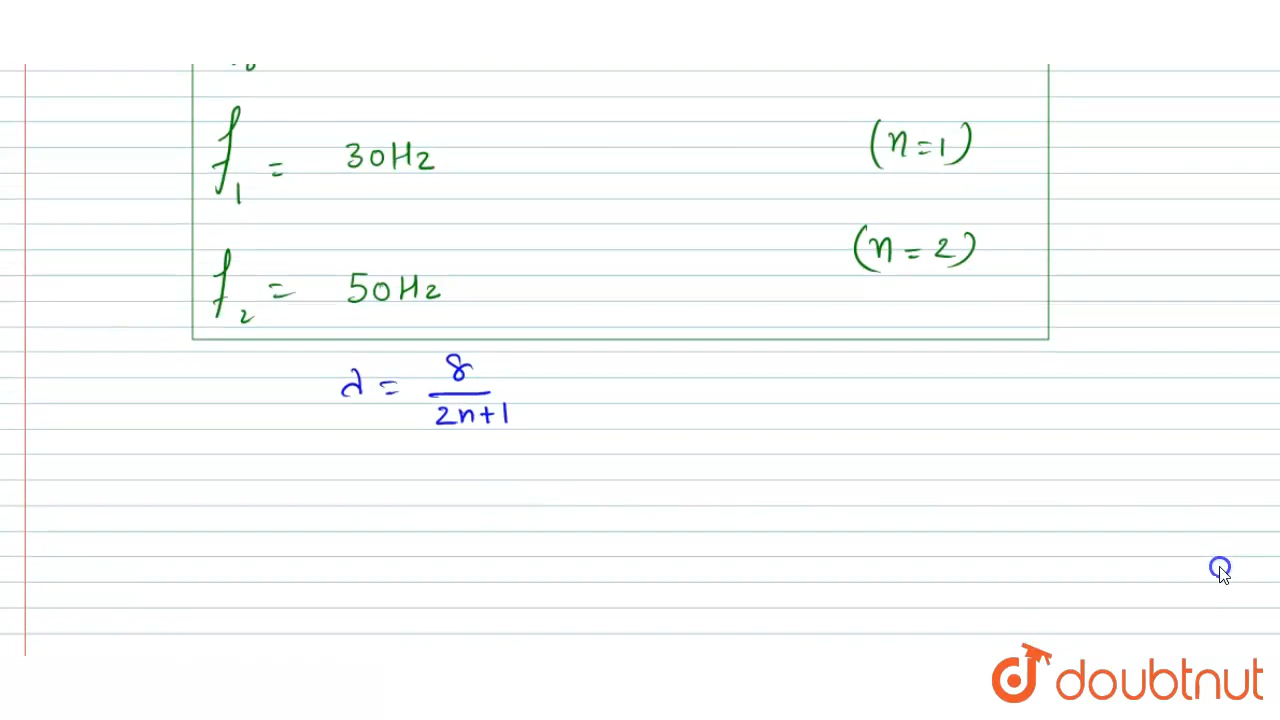 f₁ = 30Hz (n=1)
f₂ = 50Hz (n=2)
λ = 8/(2n+1)
doubtnut